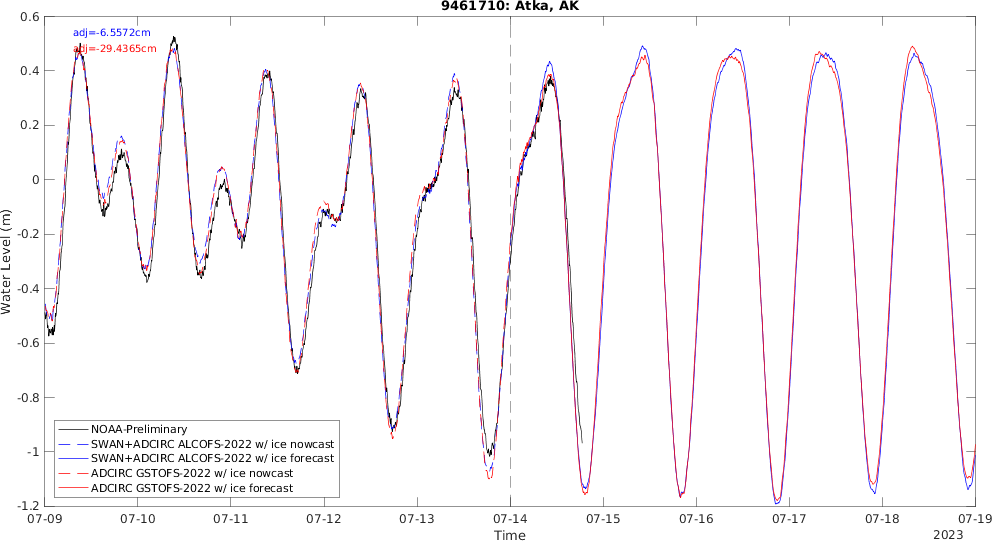 9461710: Atka, AK
adj=-6.5572cm
adj=-29.4365cm
Water Level (m)
0.6
0.4
0.2
0
-0.2
-0.4
-0.6
-0.8
-1
-1.2
NOAA-Preliminary
SWAN+ADCIRC ALCOFS-2022 w/ ice nowcast
SWAN+ADCIRC ALCOFS-2022 w/ ice forecast
ADCIRC GSTOFS-2022 w/ ice nowcast
ADCIRC GSTOFS-2022 w/ ice forecast
07-09 07-10 07-11 07-12 07-13 07-14 07-15 07-16 07-17 07-18 07-19
Time
2023